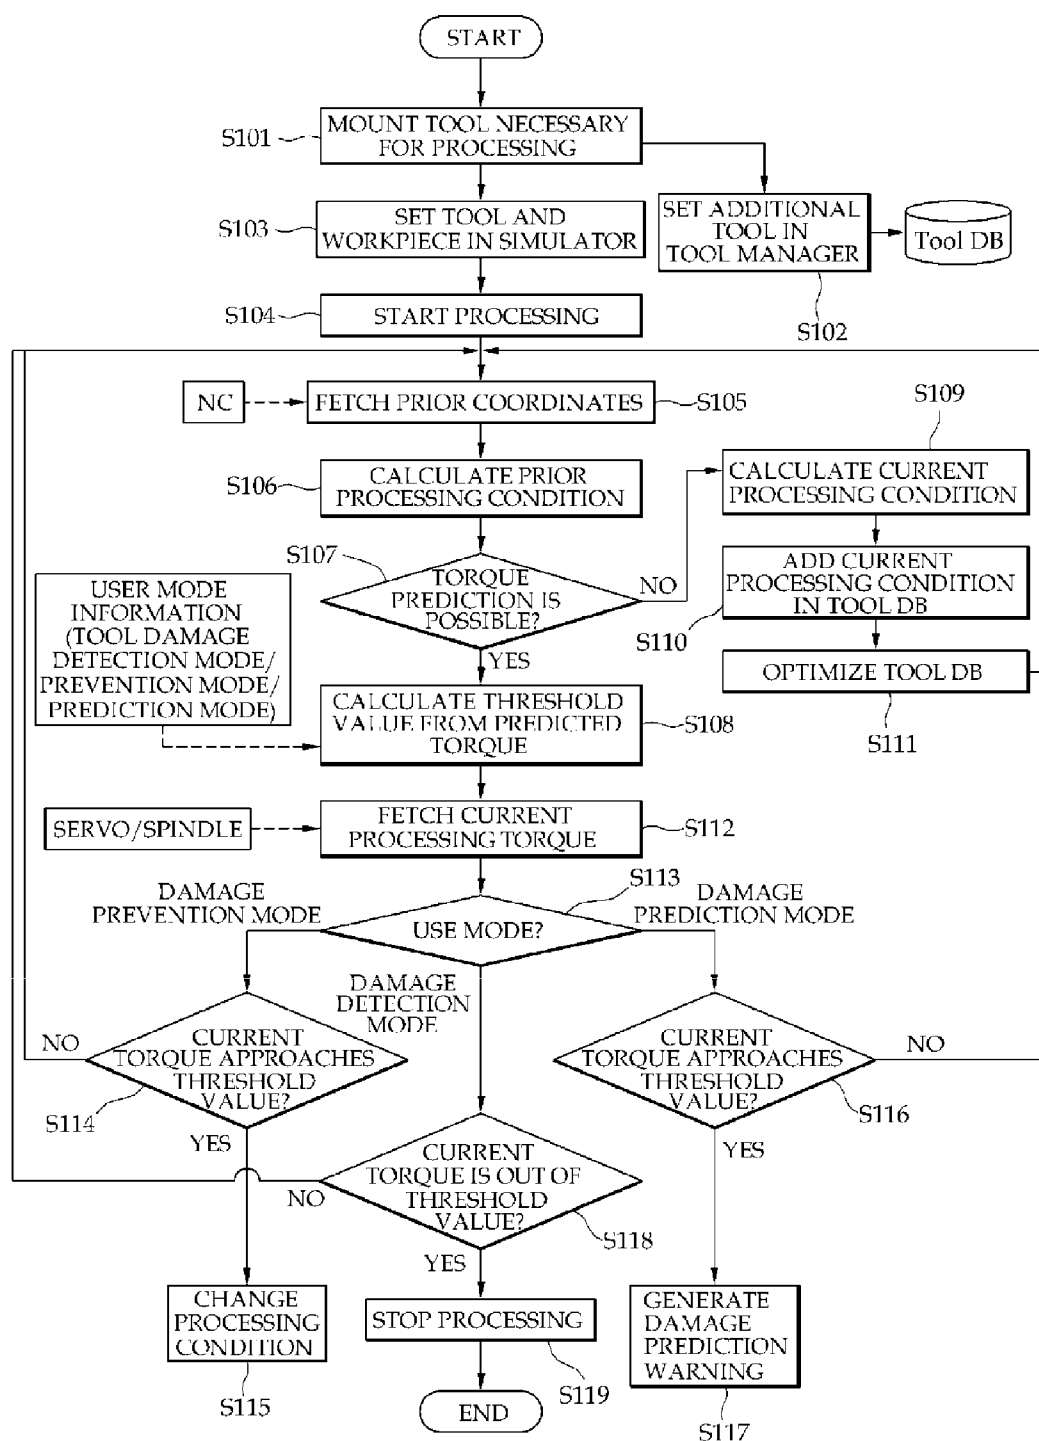 START
S101
MOUNT TOOL NECESSARY
FOR PROCESSING
S103
SET TOOL AND
WORKPIECE IN SIMULATOR
SET ADDITIONAL
TOOL IN
TOOL MANAGER
Tool DB
S102
S104
START PROCESSING
NC
FETCH PRIOR COORDINATES
S105
S109
S106
CALCULATE PRIOR
PROCESSING CONDITION
CALCULATE CURRENT
PROCESSING CONDITION
S107
TORQUE
PREDICTION IS
POSSIBLE?
NO
YES
ADD CURRENT
PROCESSING CONDITION
IN TOOL DB
S110
USER MODE
INFORMATION
(TOOL DAMAGE
DETECTION MODE/
PREVENTION MODE/
PREDICTION MODE)
OPTIMIZE TOOL DB
S111
CALCULATE THRESHOLD
VALUE FROM PREDICTED
TORQUE
S108
SERVO/SPINDLE
FETCH CURRENT
PROCESSING TORQUE
S112
S113
DAMAGE
PREVENTION MODE
USE MODE?
DAMAGE
PREDICTION MODE
DAMAGE
DETECTION
MODE
NO
CURRENT
TORQUE APPROACHES
THRESHOLD
VALUE?
S114
YES
CURRENT
TORQUE APPROACHES
THRESHOLD
VALUE?
NO
S116
YES
CURRENT
TORQUE IS OUT OF
THRESHOLD
VALUE?
NO
S118
YES
CHANGE
PROCESSING
CONDITION
S115
STOP PROCESSING
S119
GENERATE
DAMAGE
PREDICTION
WARNING
S117
END